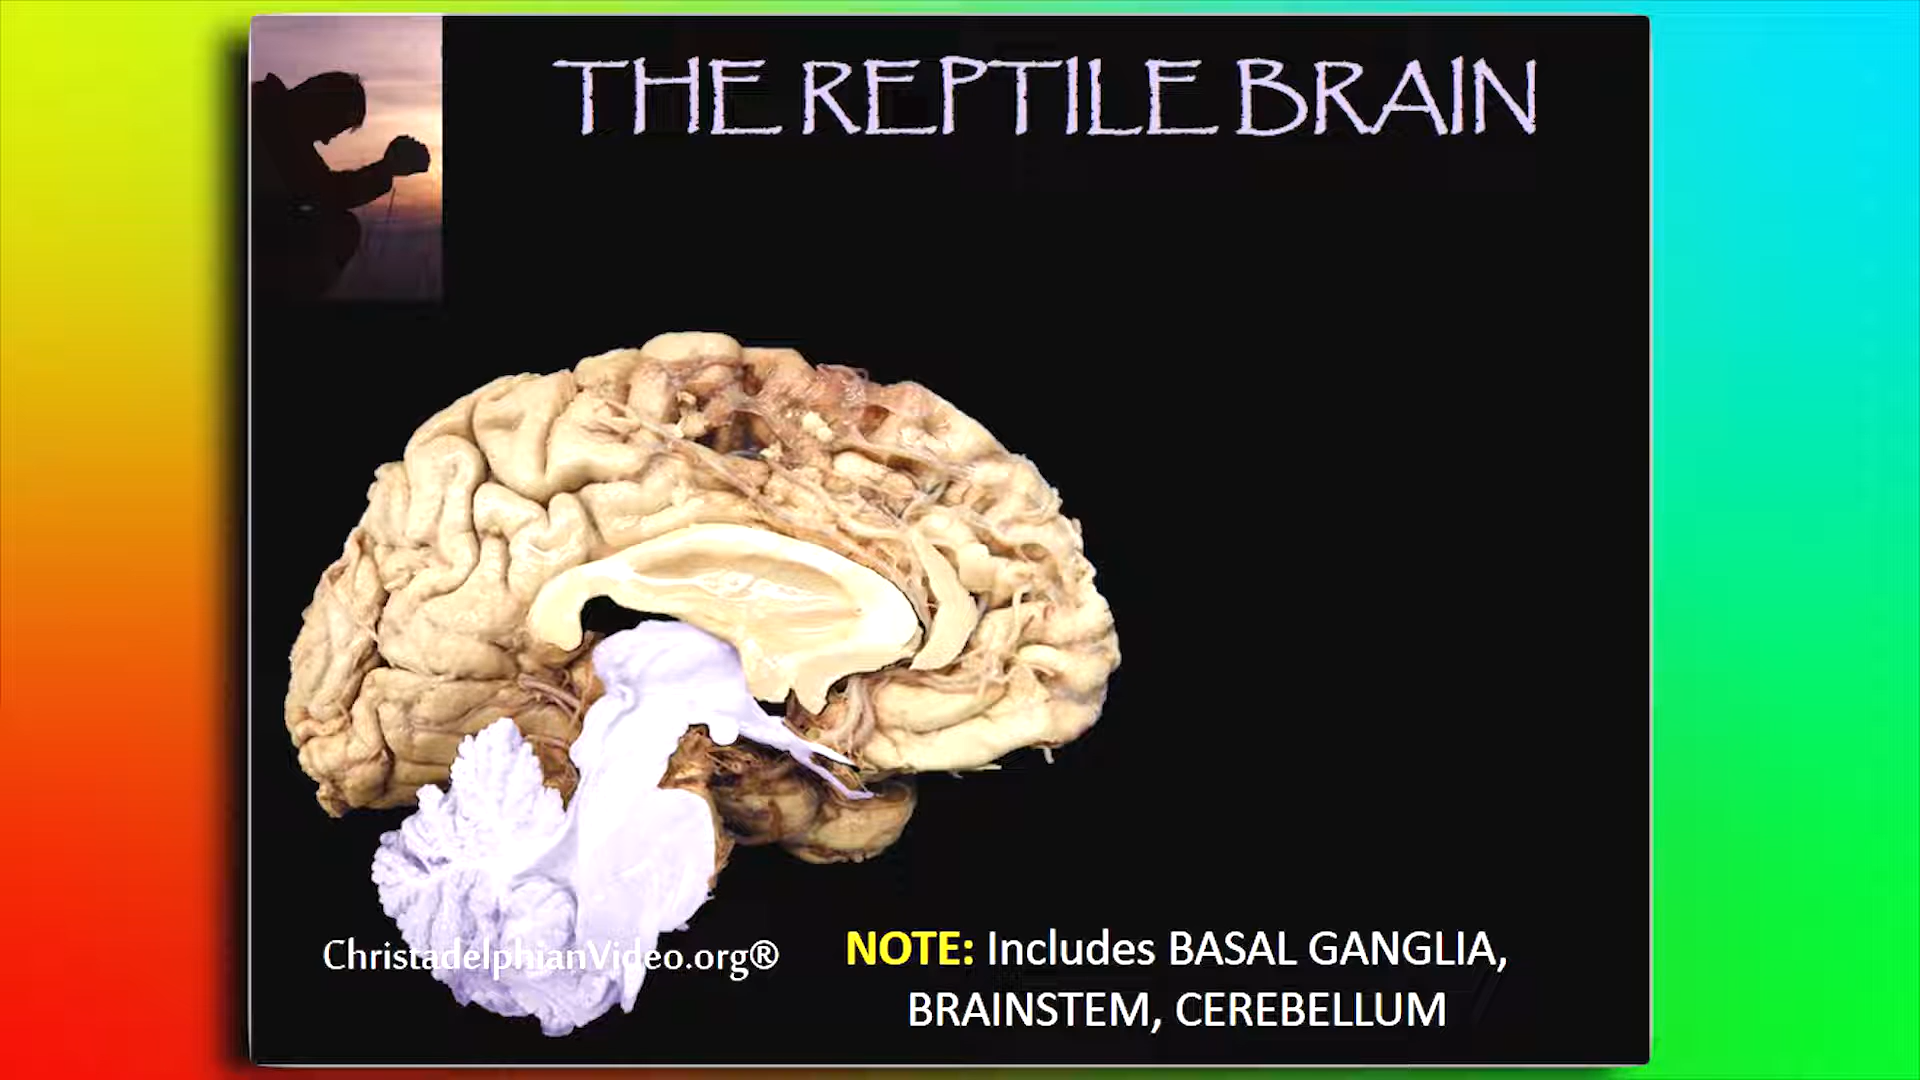 THE REPTILE BRAIN
ChristadelphianVideo.org®
NOTE: Includes BASAL GANGLIA,
BRAINSTEM, CEREBELLUM